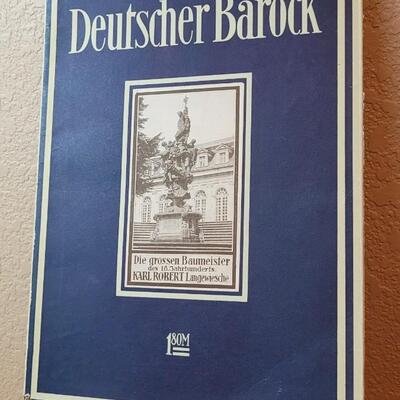 Deutscher Barock
Die grossen Baumeister
des 18. Jahrhunderts.
KARL ROBERT Langewiesche
1.80M